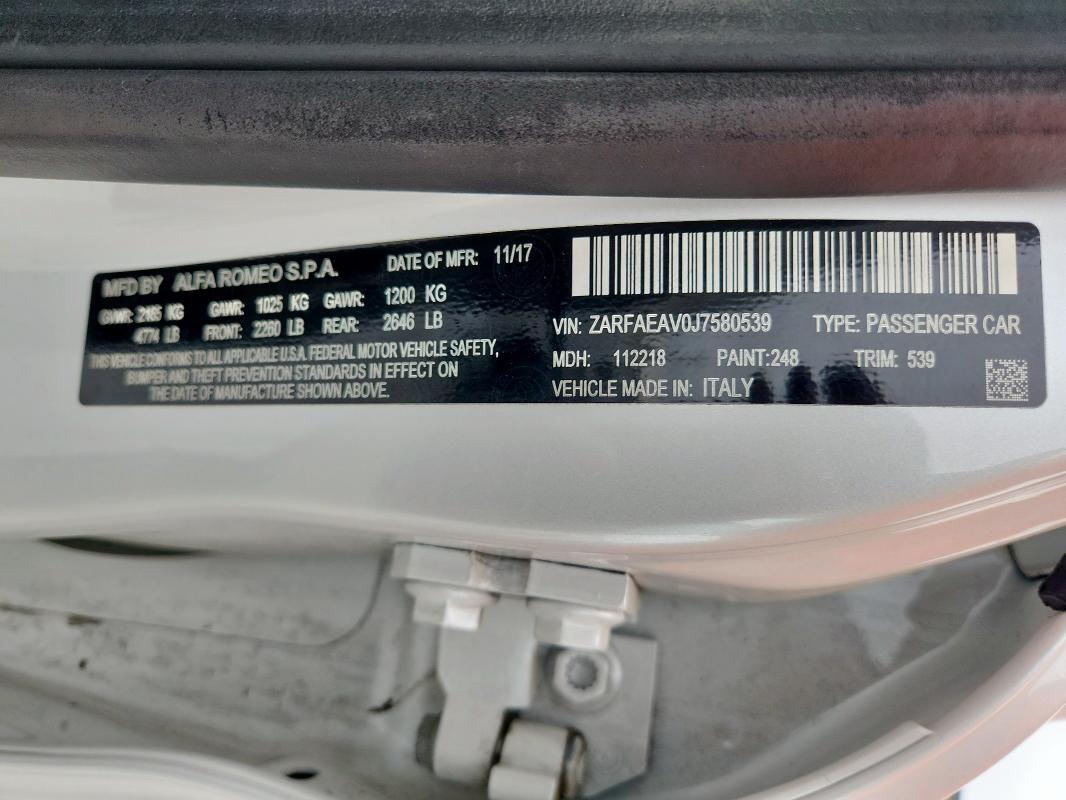 MFD BY ALFA ROMEO S.P.A. DATE OF MFR: 11/17
GVWR: 2165 KG GAWR: 1025 KG GAWR: 1200 KG
4774 LB FRONT: 2260 LB REAR: 2646 LB
THIS VEHICLE CONFORMS TO ALL APPLICABLE U.S.A. FEDERAL MOTOR VEHICLE SAFETY,
BUMPER AND THEFT PREVENTION STANDARDS IN EFFECT ON
THE DATE OF MANUFACTURE SHOWN ABOVE.
VIN: ZARFAEAV0J7580539 TYPE: PASSENGER CAR
MDH: 112218 PAINT:248 TRIM: 539
VEHICLE MADE IN: ITALY